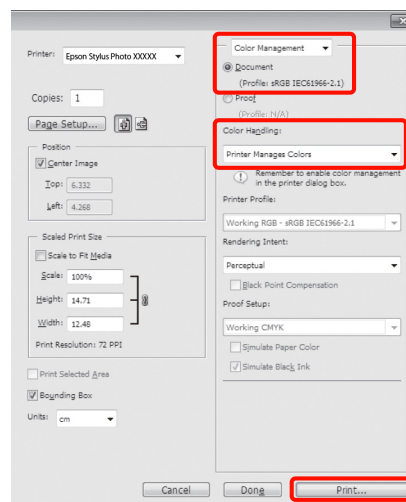 Printer: Epson Stylus Photo XXXXX
Copies: 1
Page Setup...
Position
Center Image
Top: 6.332
Left: 4.268
Scaled Print Size
Scale to Fit Media
Scale: 100%
Height: 14.71
Width: 12.48
Print Resolution: 72 PPI
Print Selected Area
Bounding Box
Units: cm
Color Management
Document
(Profile: sRGB IEC61966-2.1)
Proof
(Profile: N/A)
Color Handling:
Printer Manages Colors
Remember to enable color management
in the printer dialog box.
Printer Profile:
Working RGB - sRGB IEC61966-2.1
Rendering Intent:
Perceptual
Black Point Compensation
Proof Setup:
Working CMYK
Simulate Paper Color
Simulate Black Ink
Cancel
Done
Print...